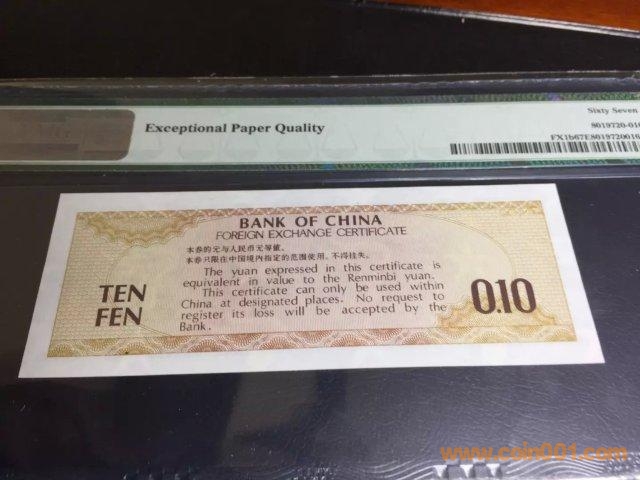 Exceptional Paper Quality
Sixty Seven
8019720-016
FX1b67E8019720016
BANK OF CHINA
FOREIGN EXCHANGE CERTIFICATE
本券的元与人民币元等值。
本券只限在中国境内指定的范围使用，不得挂失。
The yuan expressed in this certificate is
equivalent in value to the Renminbi yuan.
This certificate can only be used within
China at designated places. No request to
register its loss will be accepted by the
Bank.
TEN
FEN
0.10
www.coin001.com